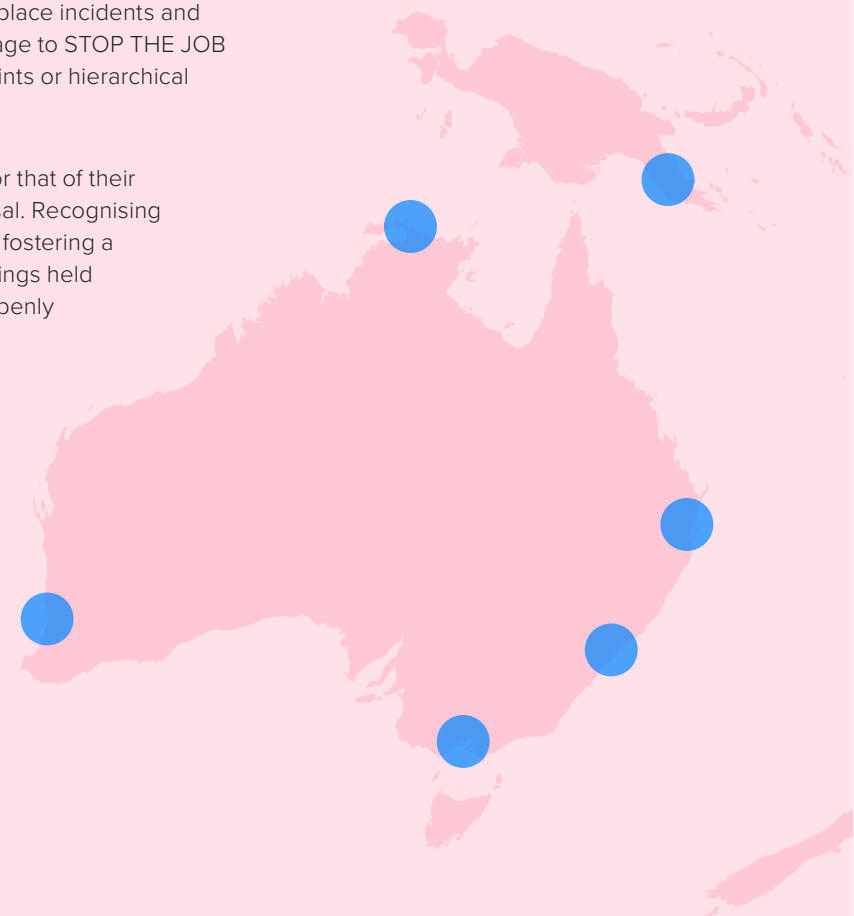 place incidents and
age to STOP THE JOB
ints or hierarchical
or that of their
sal. Recognising
fostering a
ings held
penly